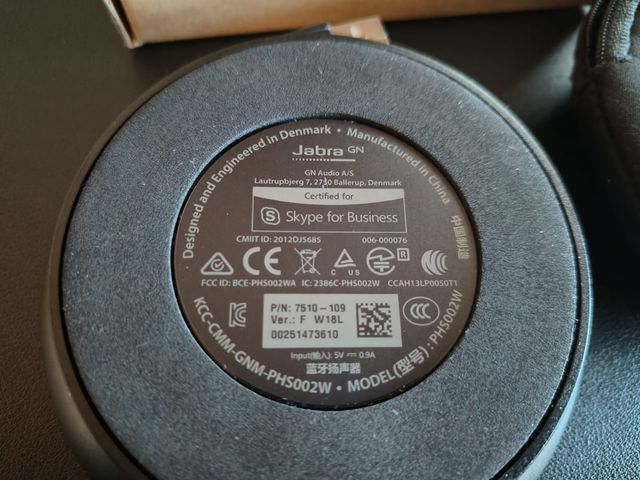 Designed and Engineered in Denmark • Manufactured in China
Jabra GN
GN Audio A/S
Lautrupbjerg 7, 2730 Ballerup, Denmark
Certified for
S Skype for Business
CMIIT ID: 2012DJ5685 006-000076
中国制造
CE
C US
R
FCC ID: BCE-PHS002WA IC: 2386C-PHS002W CCAH13LP0050T1
P/N: 7510-109
Ver.: F W18L
00251473610
CCC
Input(输入): 5V ⎓ 0.9A
蓝牙扬声器
KCC-CMM-GNM-PHS002W • MODEL(型号): PHS002W